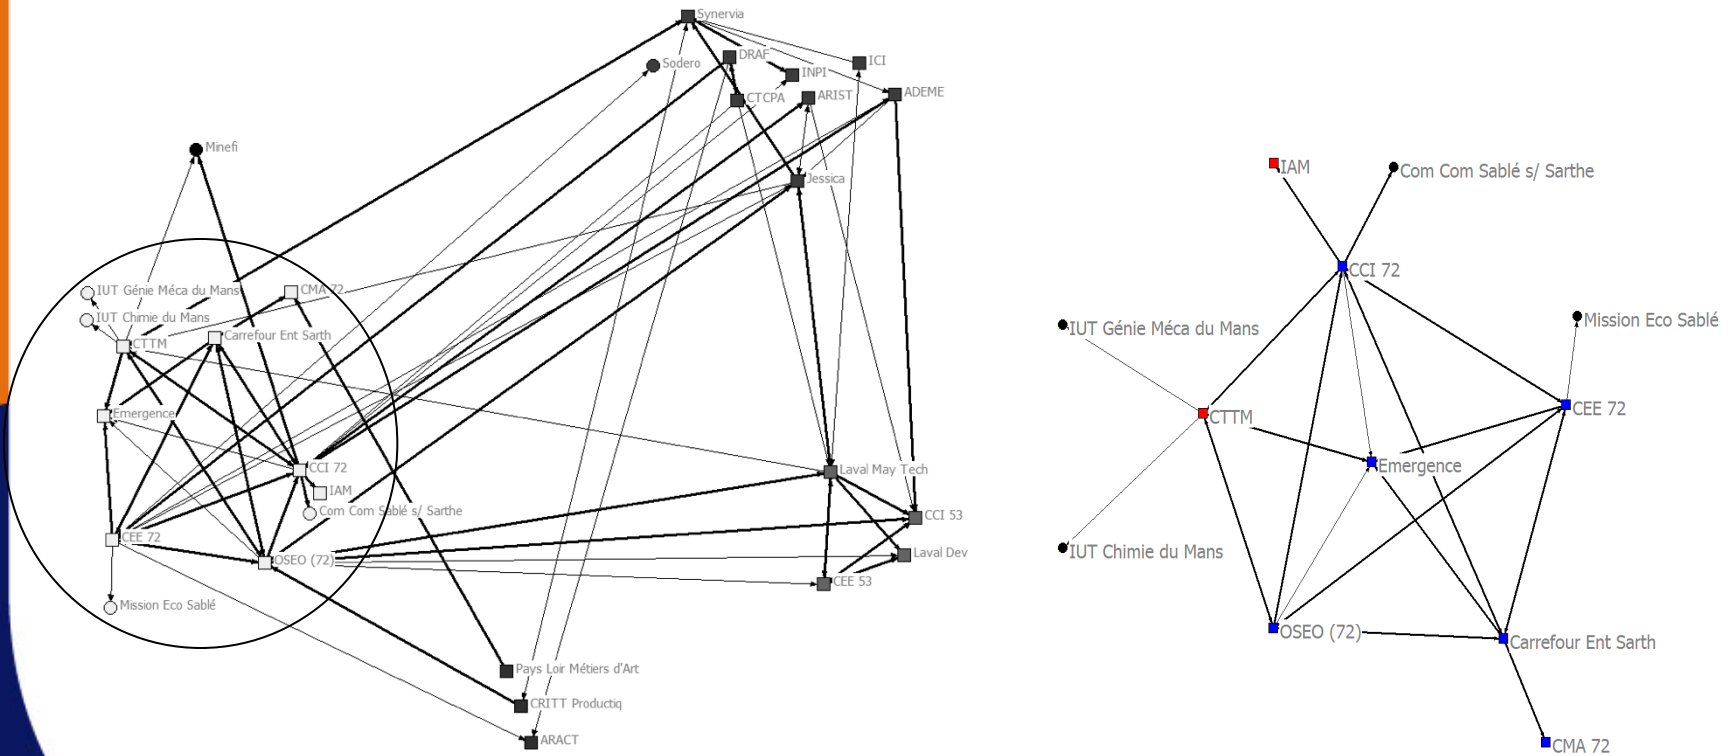 Synervia
DRAF
Sodero
INPI
ICI
CTCPA
ARIST
ADEME
Minefi
Jessica
IUT Génie Méca du Mans
CMA 72
IUT Chimie du Mans
CTTM
Carrefour Ent Sarth
Emergence
CCI 72
Laval May Tech
IAM
Com Com Sablé s/ Sarthe
CCI 53
CEE 72
OSEO (72)
Laval Dev
CEE 53
Mission Eco Sablé
Pays Loir Métiers d'Art
CRITT Productiq
ARACT
IAM
Com Com Sablé s/ Sarthe
CCI 72
IUT Génie Méca du Mans
Mission Eco Sablé
CTTM
CEE 72
Emergence
IUT Chimie du Mans
OSEO (72)
Carrefour Ent Sarth
CMA 72